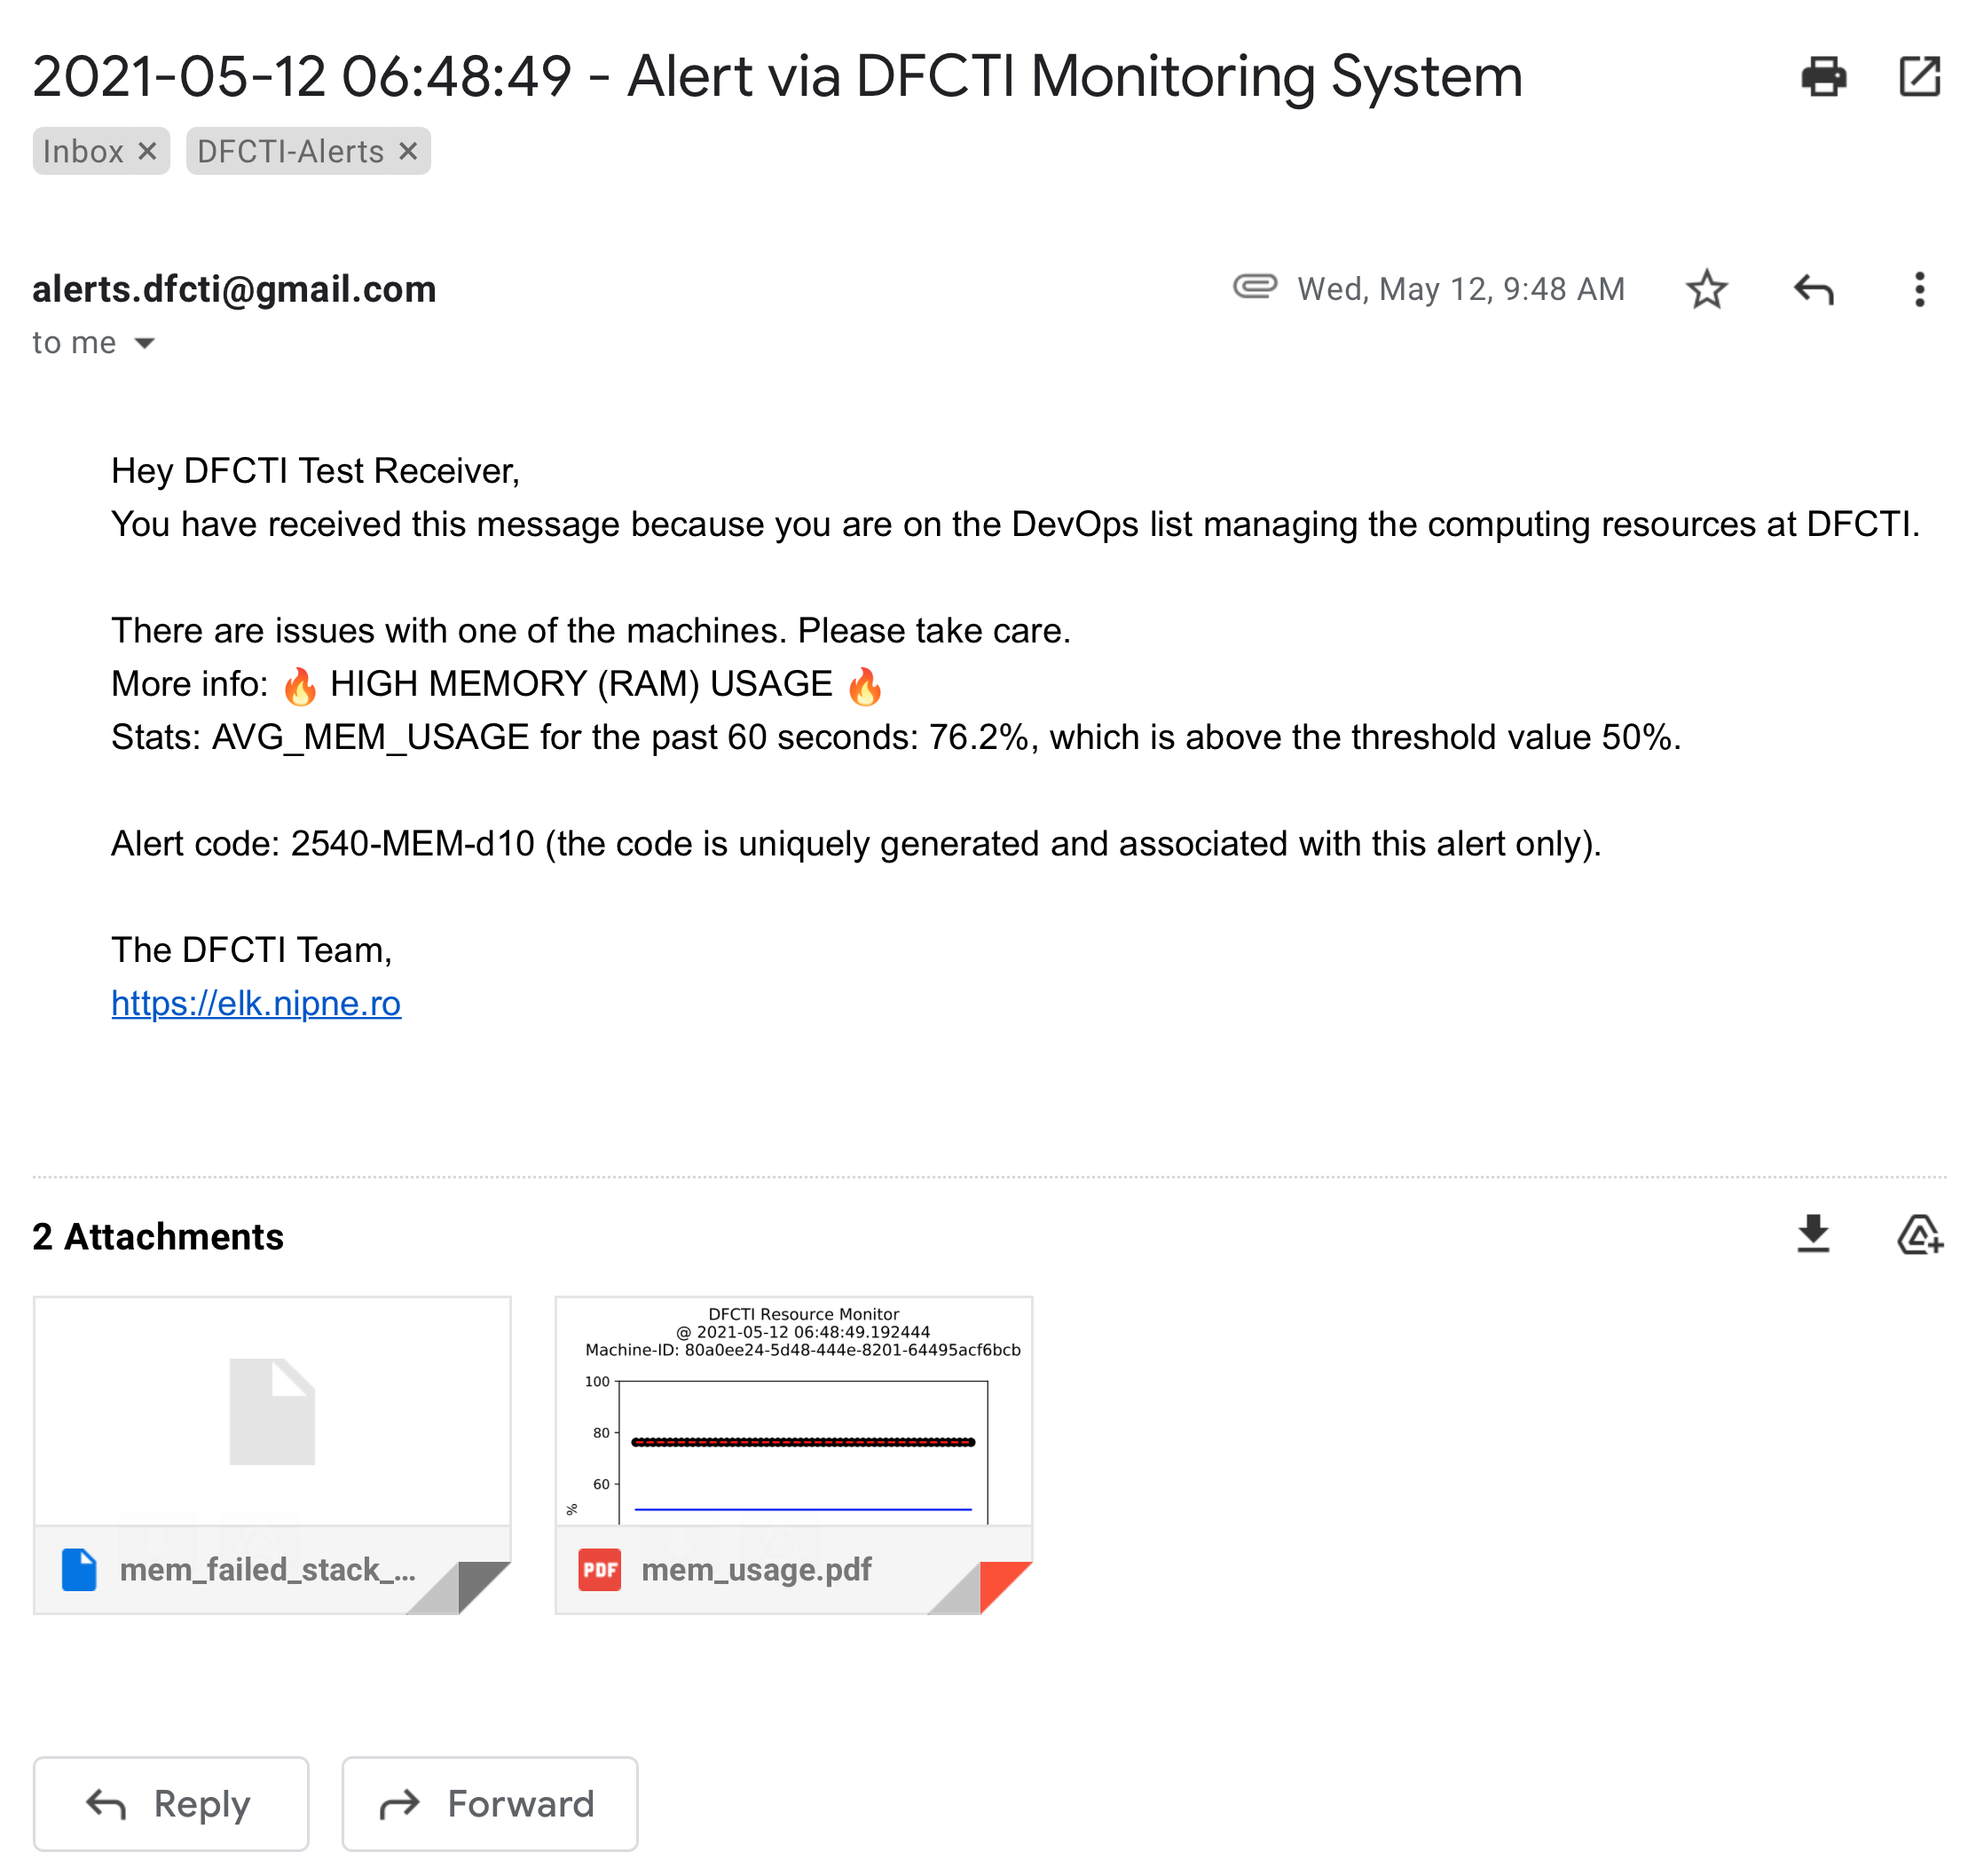 2021-05-12 06:48:49 - Alert via DFCTI Monitoring System
Inbox × DFCTI-Alerts ×
alerts.dfcti@gmail.com
Wed, May 12, 9:48 AM
to me
Hey DFCTI Test Receiver,
You have received this message because you are on the DevOps list managing the computing resources at DFCTI.
There are issues with one of the machines. Please take care.
More info: 🔥 HIGH MEMORY (RAM) USAGE 🔥
Stats: AVG_MEM_USAGE for the past 60 seconds: 76.2%, which is above the threshold value 50%.
Alert code: 2540-MEM-d10 (the code is uniquely generated and associated with this alert only).
The DFCTI Team,
https://elk.nipne.ro
2 Attachments
DFCTI Resource Monitor
@ 2021-05-12 06:48:49.192444
Machine-ID: 80a0ee24-5d48-444e-8201-64495acf6bcb
100
80
60
%
mem_failed_stack_...
PDF mem_usage.pdf
Reply
Forward